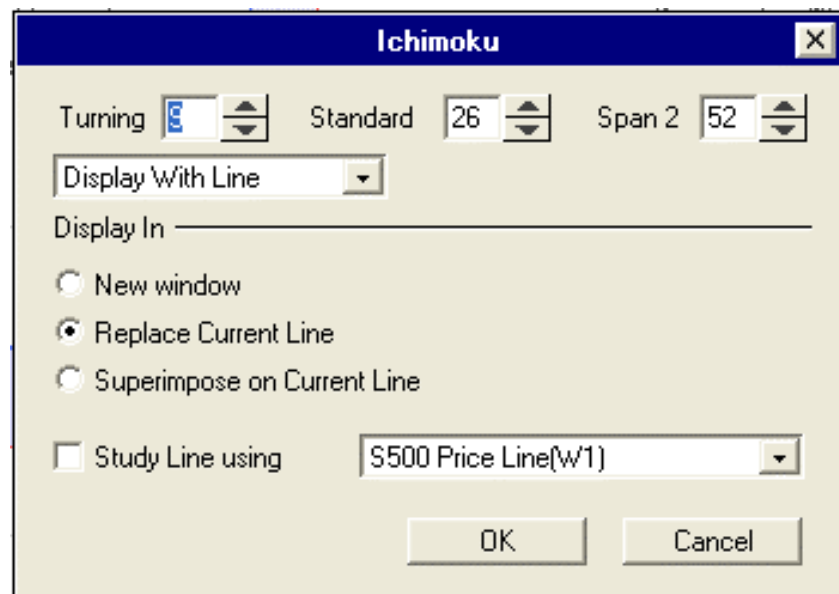 Ichimoku
Turning 9 Standard 26 Span 2 52
Display With Line
Display In
New window
Replace Current Line
Superimpose on Current Line
Study Line using S500 Price Line(W1)
OK Cancel